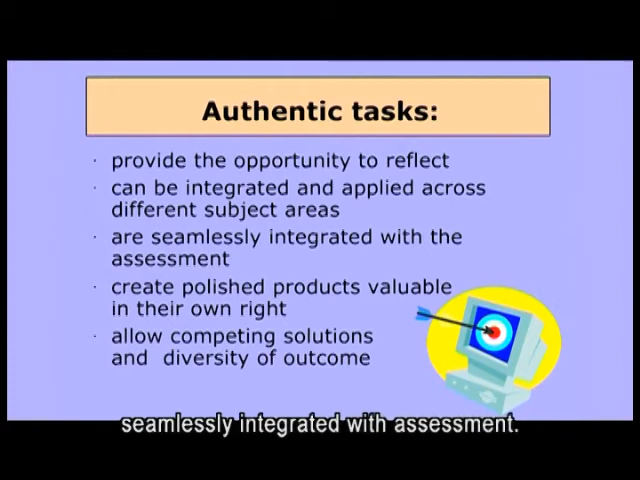 Authentic tasks:
· provide the opportunity to reflect
· can be integrated and applied across
different subject areas
· are seamlessly integrated with the
assessment
· create polished products valuable
in their own right
· allow competing solutions
and diversity of outcome
seamlessly integrated with assessment.